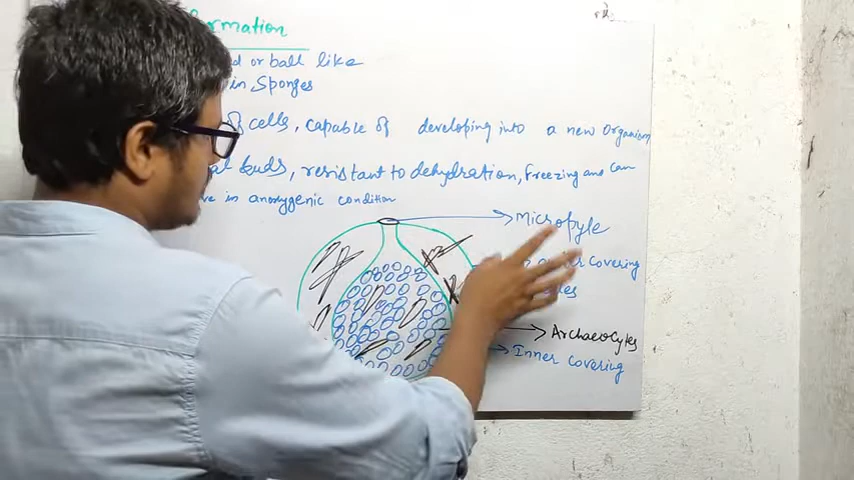 rmation
d or ball like
in Sponges
of cells, capable of developing into a new organism
al buds, resistant to dehydration, freezing and can
ve in anoxygenic condition
Micropyle
covering
Archaeocytes
Inner covering